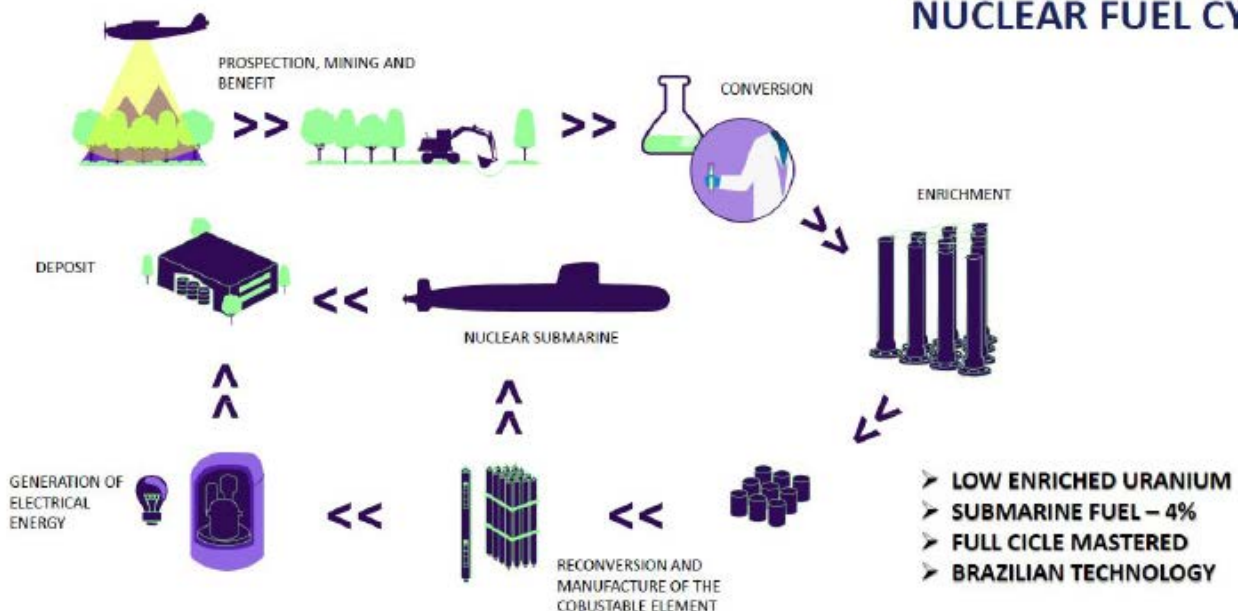 NUCLEAR FUEL CY
PROSPECTION, MINING AND
BENEFIT
CONVERSION
ENRICHMENT
DEPOSIT
NUCLEAR SUBMARINE
GENERATION OF
ELECTRICAL
ENERGY
RECONVERSION AND
MANUFACTURE OF THE
COBUSTABLE ELEMENT
➢ LOW ENRICHED URANIUM
➢ SUBMARINE FUEL – 4%
➢ FULL CICLE MASTERED
➢ BRAZILIAN TECHNOLOGY